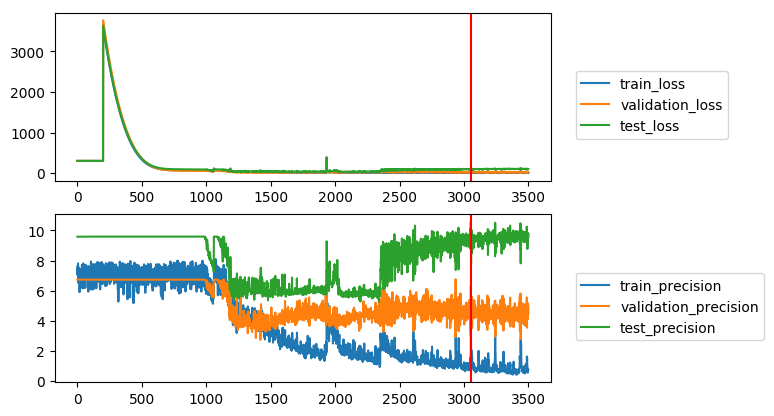 3000
2000
1000
0
0 500 1000 1500 2000 2500 3000 3500
train_loss
validation_loss
test_loss
10
8
6
4
2
0
0 500 1000 1500 2000 2500 3000 3500
train_precision
validation_precision
test_precision